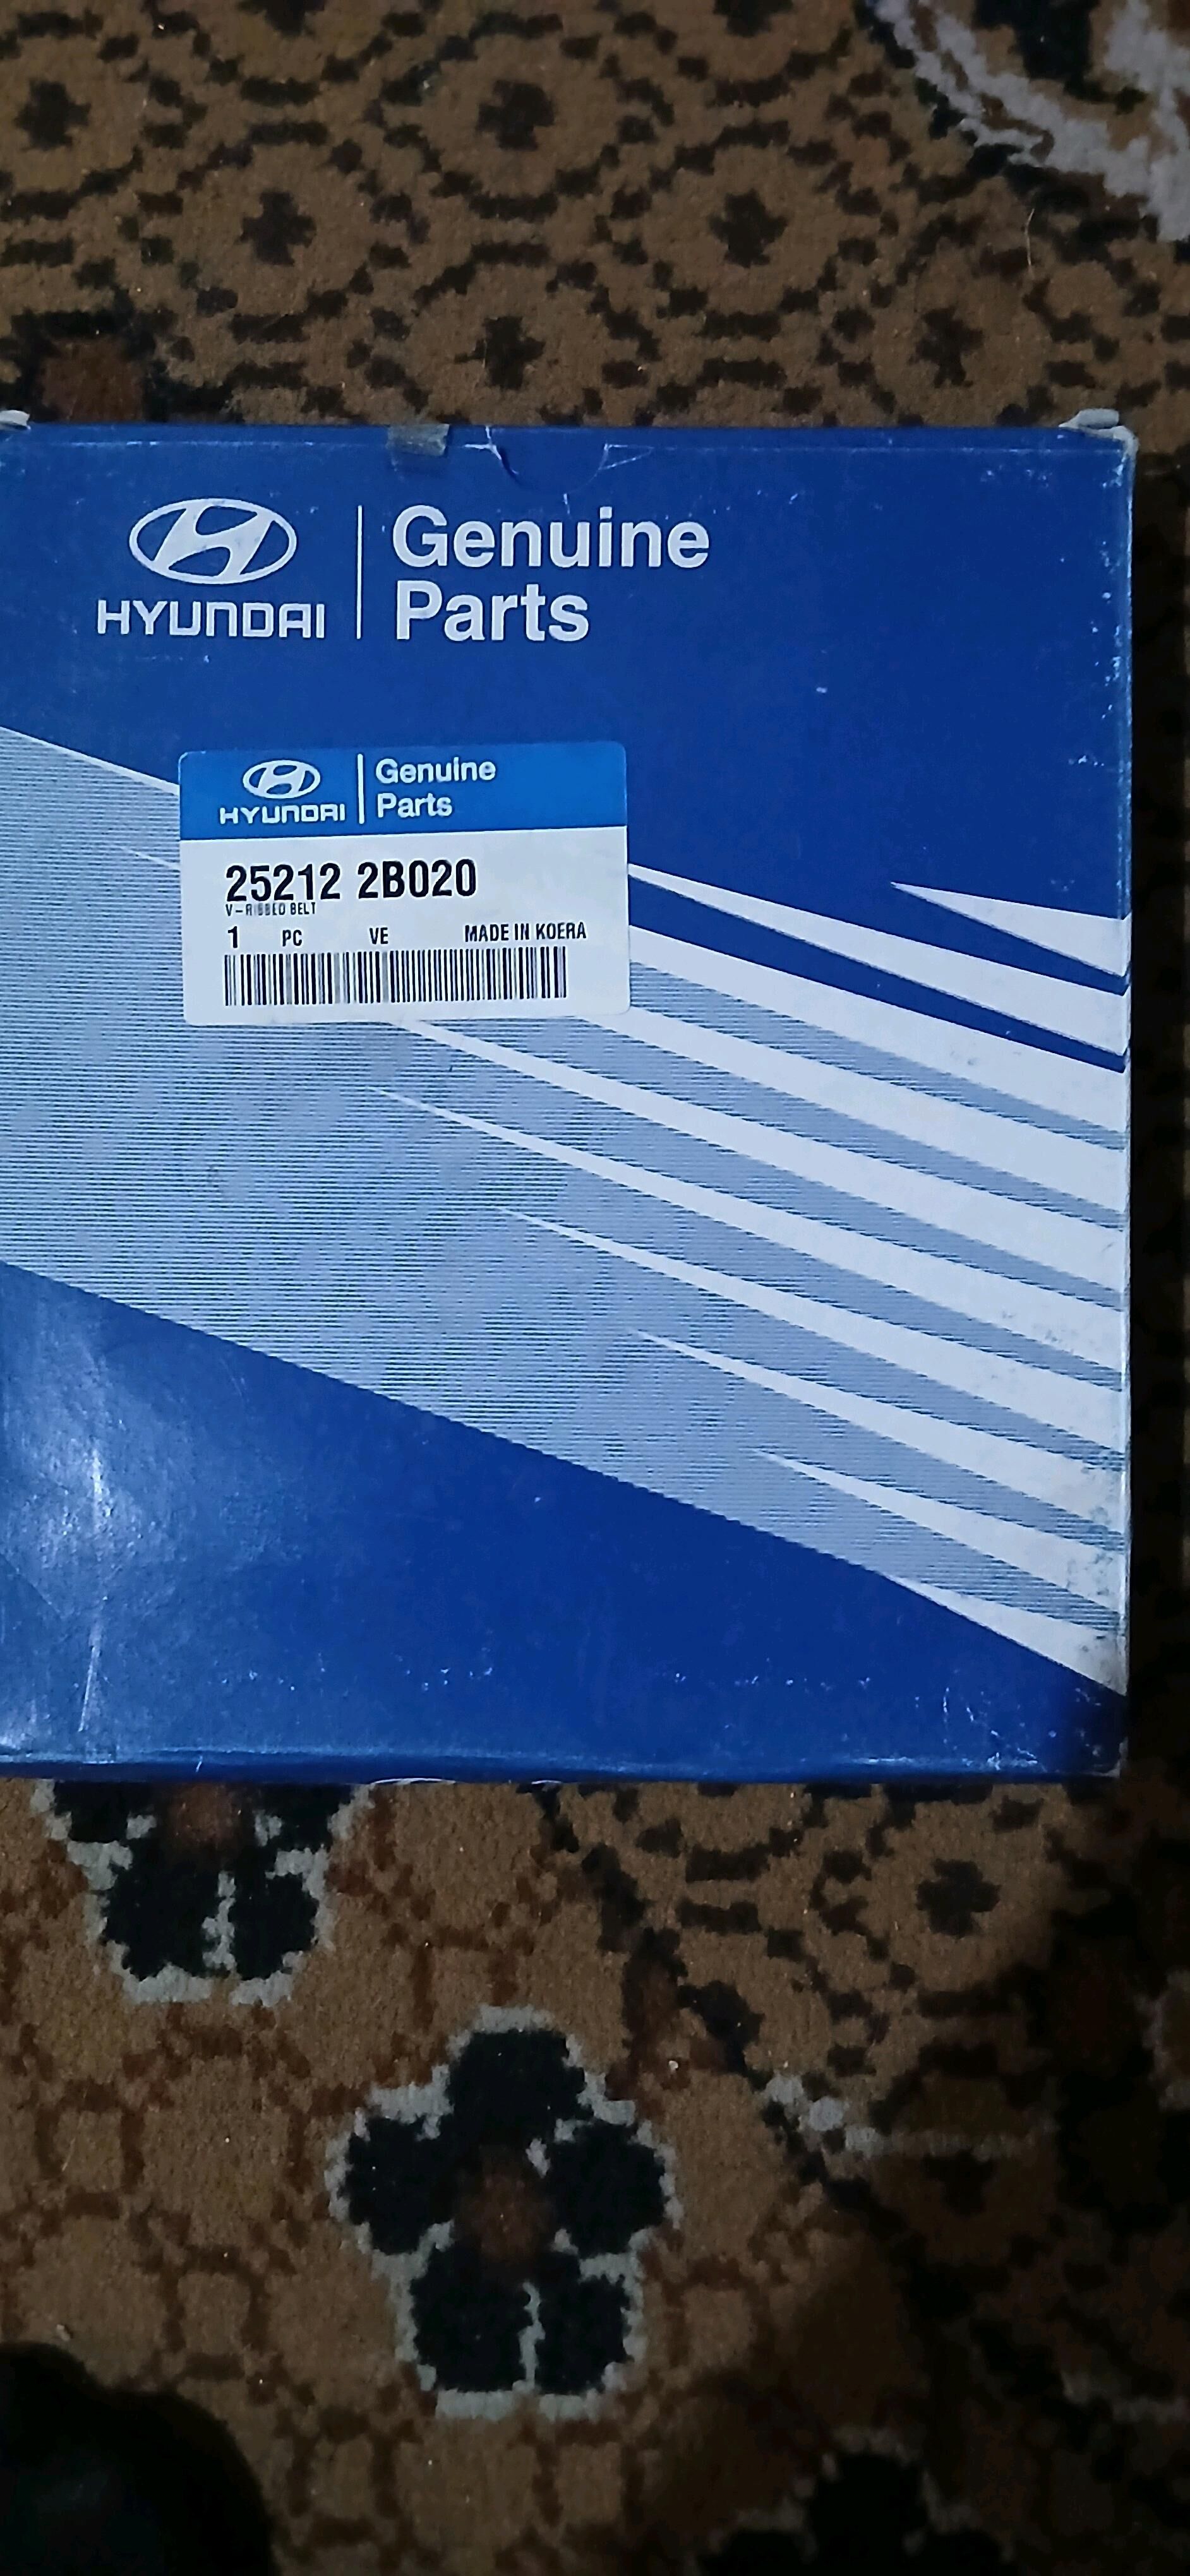 HYUNDAI
Genuine
Parts
HYUNDAI
Genuine
Parts
25212 2B020
V-RIBBED BELT
1 PC VE MADE IN KOERA